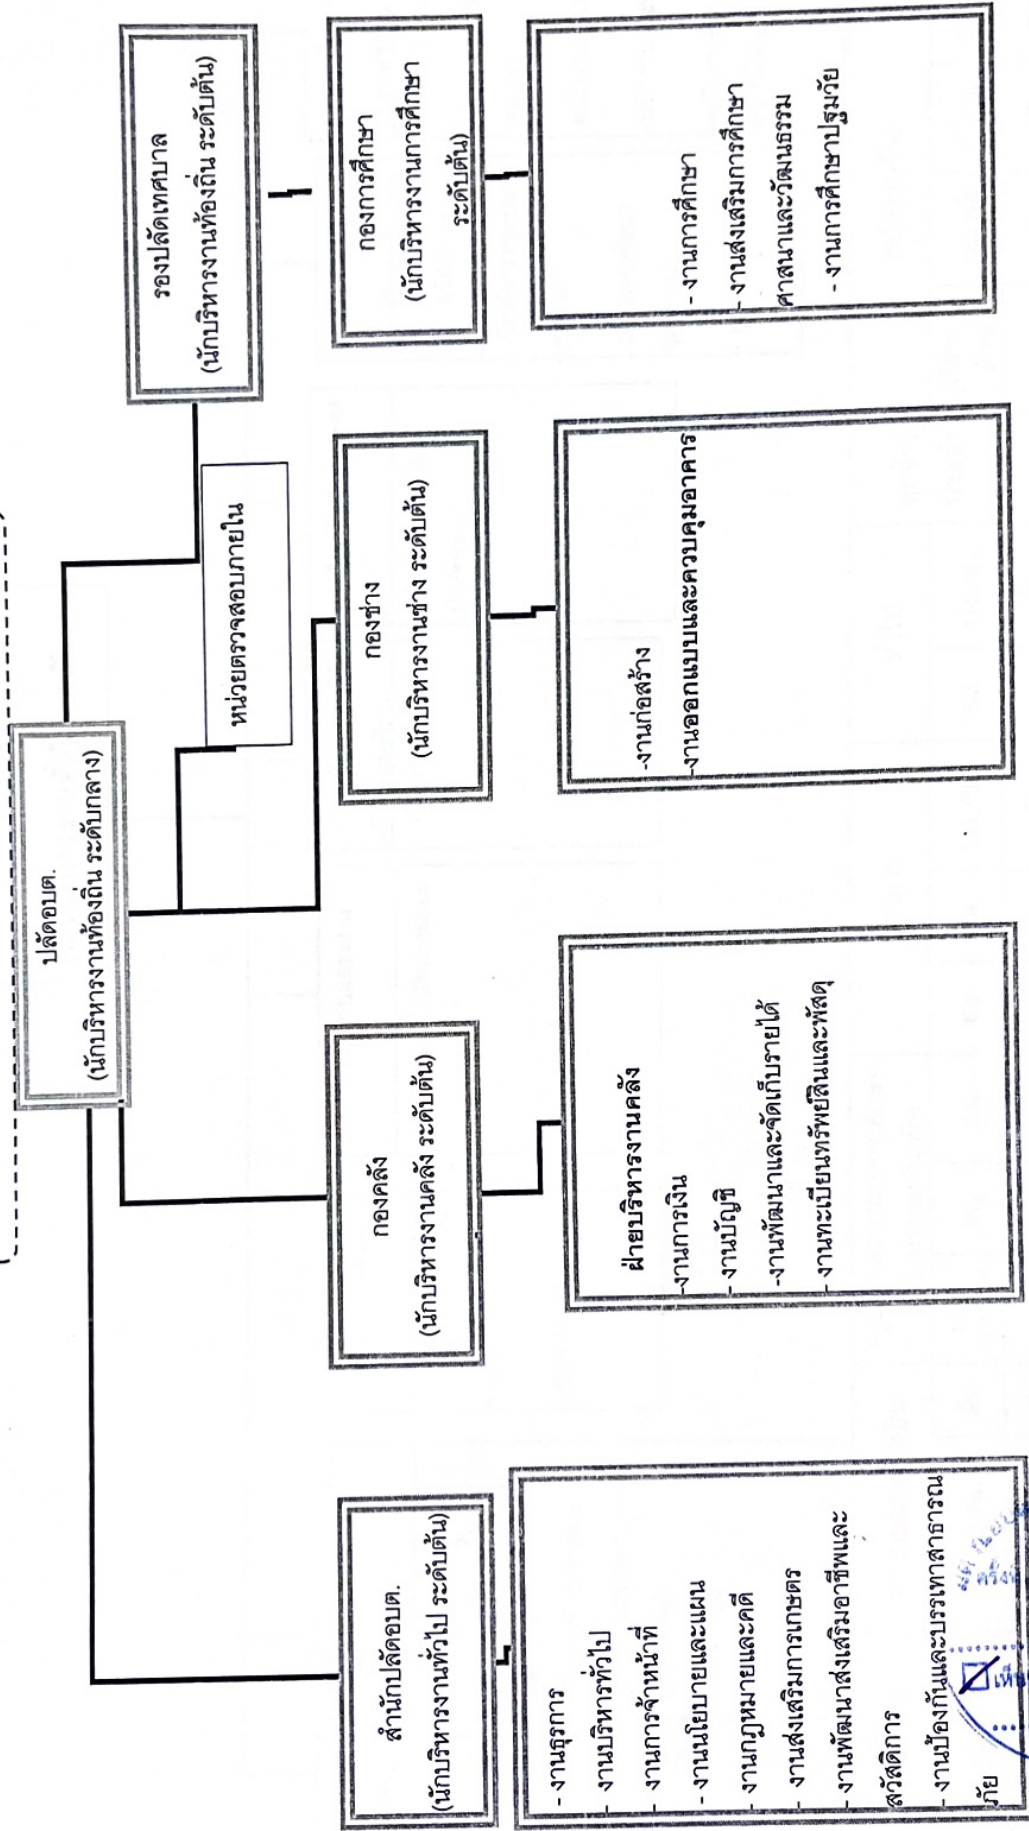 ปลัดอบต.
(นักบริหารงานท้องถิ่น ระดับกลาง)
รองปลัดเทศบาล
(นักบริหารงานท้องถิ่น ระดับต้น)
หน่วยตรวจสอบภายใน
สำนักปลัดอบต.
(นักบริหารงานทั่วไป ระดับต้น)
กองคลัง
(นักบริหารงานคลัง ระดับต้น)
กองช่าง
(นักบริหารงานช่าง ระดับต้น)
กองการศึกษา
(นักบริหารงานการศึกษา
ระดับต้น)
- งานธุรการ
- งานบริหารทั่วไป
- งานการจ้าหน้าที่
- งานนโยบายและแผน
- งานกฎหมายและคดี
- งานส่งเสริมการเกษตร
- งานพัฒนาส่งเสริมอาชีพและ
สวัสดิการ
- งานป้องกันและบรรเทาสาธารณ
ภัย
ฝ่ายบริหารงานคลัง
-งานการเงิน
- งานบัญชี
-งานพัฒนาและจัดเก็บรายได้
- งานทะเบียนทรัพย์สินและพัสดุ
-งานก่อสร้าง
-งานออกแบบและควบคุมอาคาร
- งานการศึกษา
- งานส่งเสริมการศึกษา
ศาสนาและวัฒนธรรม
- งานการศึกษาปฐมวัย
ครั้งที่